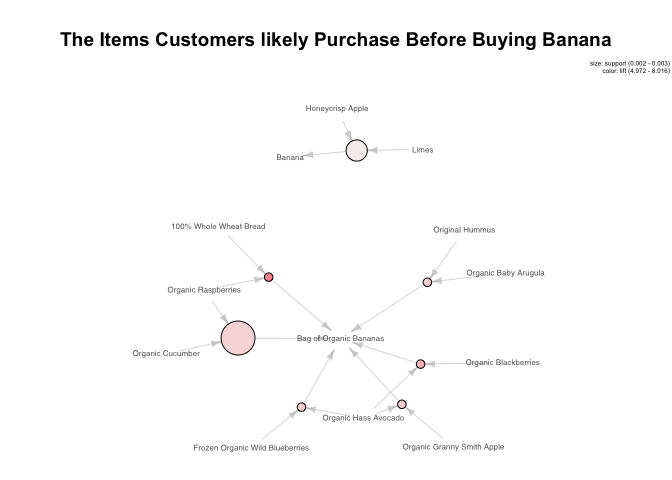 The Items Customers likely Purchase Before Buying Banana
size: support (0.002 - 0.003)
color: lift (4.972 - 8.016)
Honeycrisp Apple
Banana
Limes
100% Whole Wheat Bread
Original Hummus
Organic Baby Arugula
Organic Raspberries
Bag of Organic Bananas
Organic Cucumber
Organic Blackberries
Organic Hass Avocado
Frozen Organic Wild Blueberries
Organic Granny Smith Apple